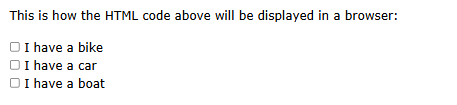 This is how the HTML code above will be displayed in a browser:
I have a bike
I have a car
I have a boat